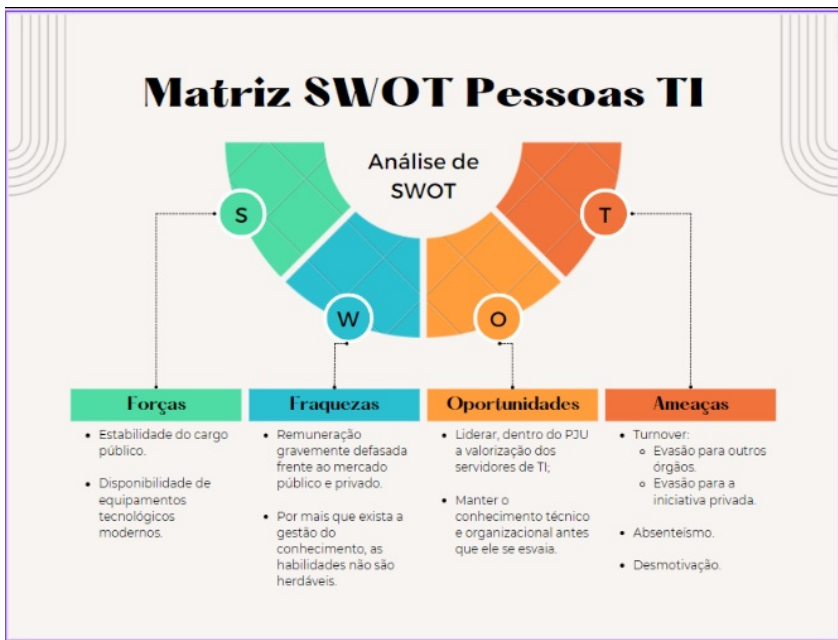 Matriz SWOT Pessoas TI
Análise de
SWOT
S
W
O
T
Forças
• Estabilidade do cargo
público.
• Disponibilidade de
equipamentos
tecnológicos
modernos.
Fraquezas
• Remuneração
gravemente defasada
frente ao mercado
público e privado.
• Por mais que exista a
gestão do
conhecimento, as
habilidades não são
herdáveis.
Oportunidades
• Liderar, dentro do PJU
a valorização dos
servidores de TI;
• Manter o
conhecimento técnico
e organizacional antes
que ele se esvaia.
Ameaças
• Turnover:
○ Evasão para outros
órgãos.
○ Evasão para a
iniciativa privada.
• Absenteísmo.
• Desmotivação.